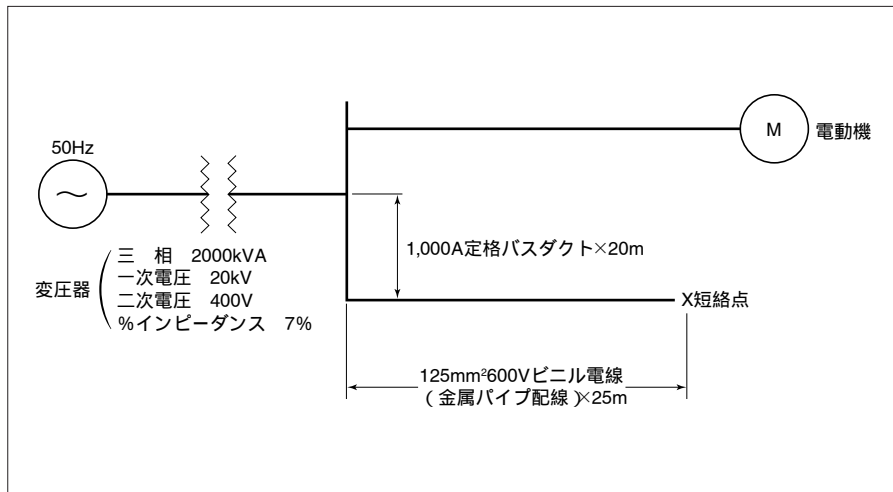 50Hz
M
電動機
変圧器
三　相　2000kVA
一次電圧　20kV
二次電圧　400V
%インピーダンス　7%
1,000A定格バスダクト×20m
X短絡点
125mm²600Vビニル電線
(金属パイプ配線)×25m